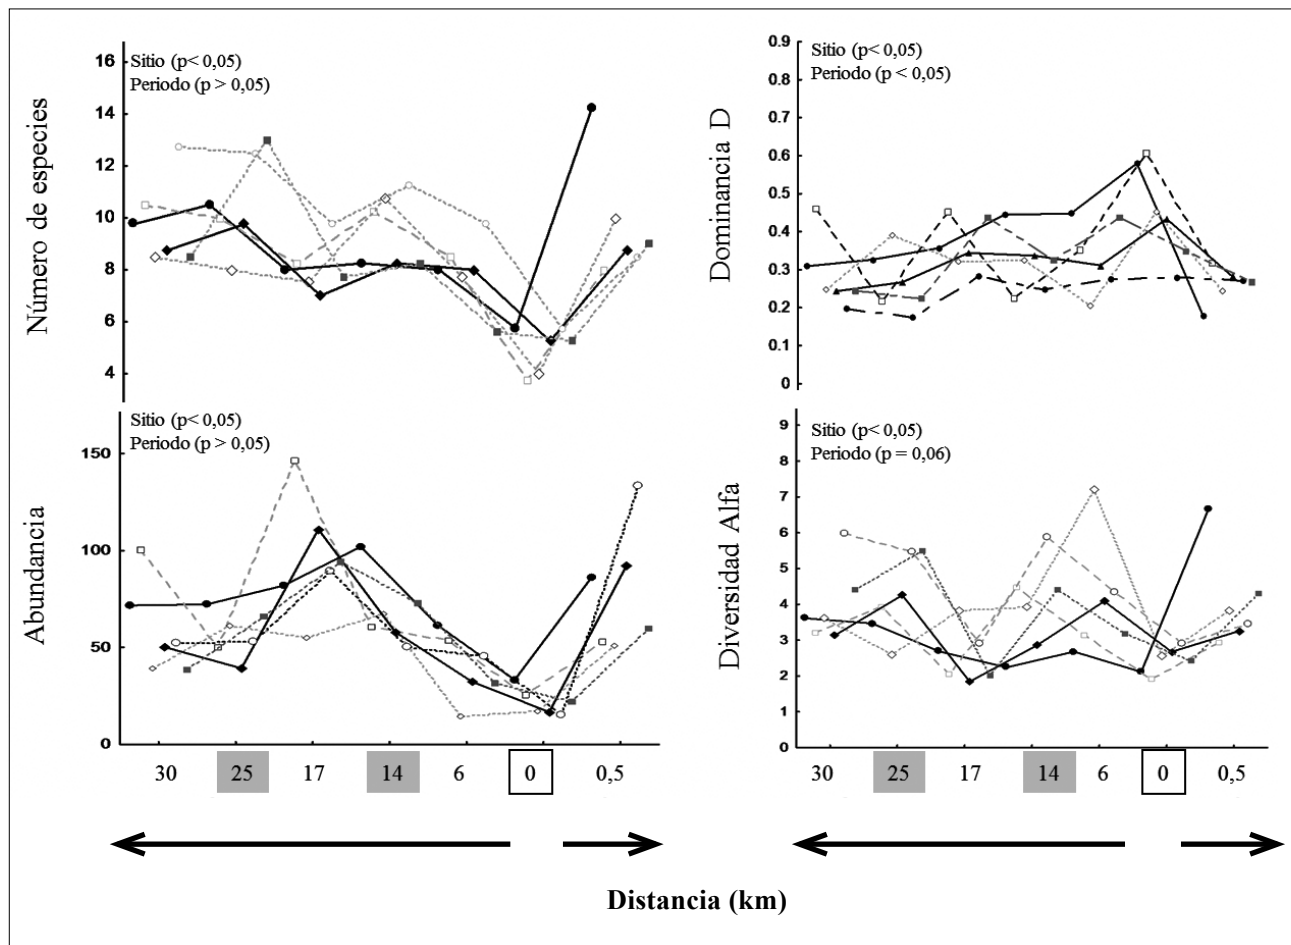 Número de especies
16
14
12
10
8
6
4
Sitio (p< 0,05)
Periodo (p > 0,05)
Dominancia D
0.9
0.8
0.7
0.6
0.5
0.4
0.3
0.2
0.1
0
Sitio (p< 0,05)
Periodo (p < 0,05)
Abundancia
150
100
50
0
Sitio (p< 0,05)
Periodo (p > 0,05)
30 25 17 14 6 0 0,5
Diversidad Alfa
9
8
7
6
5
4
3
2
1
0
Sitio (p< 0,05)
Periodo (p = 0,06)
30 25 17 14 6 0 0,5
Distancia (km)